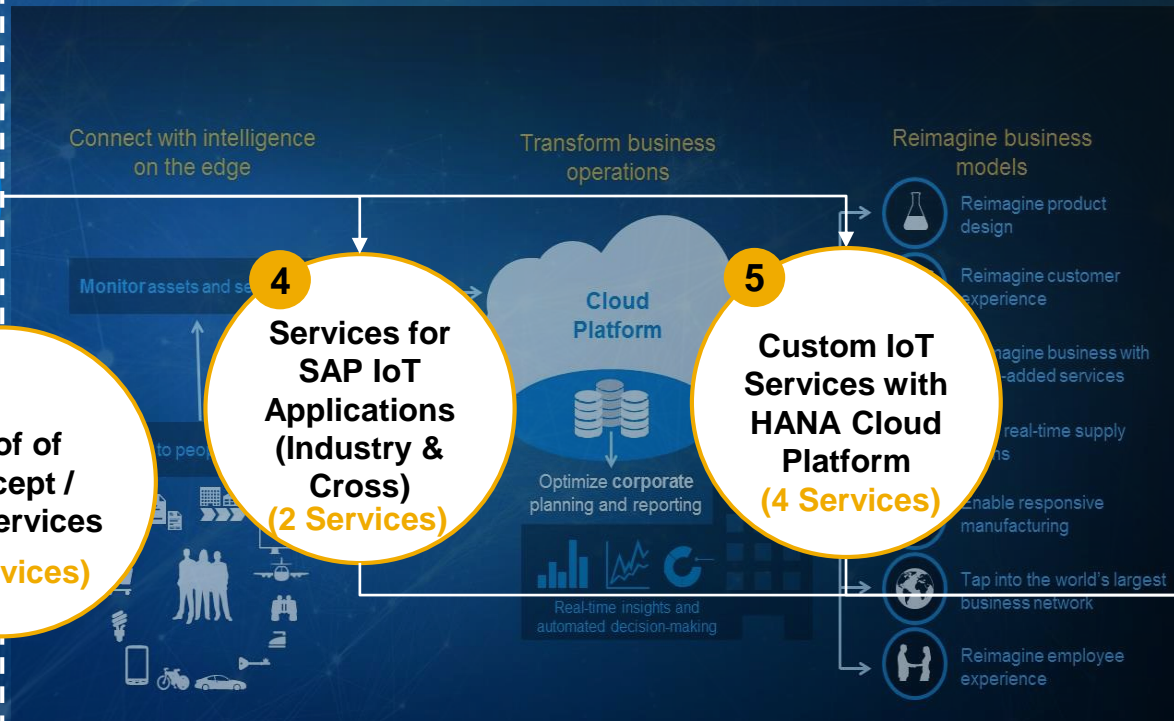 Connect with intelligence
on the edge
Transform business
operations
Reimagine business
models
Monitor assets and
4
Services for
SAP IoT
Applications
(Industry &
Cross)
(2 Services)
Cloud
Platform
Optimize corporate
planning and reporting
Real-time insights and
automated decision-making
5
Custom IoT
Services with
HANA Cloud
Platform
(4 Services)
Reimagine product
design
Reimagine customer
experience
business with
-added services
real-time supply
Enable responsive
manufacturing
Tap into the world's largest
business network
Reimagine employee
experience
to
of of
cept /
ervices
vices)